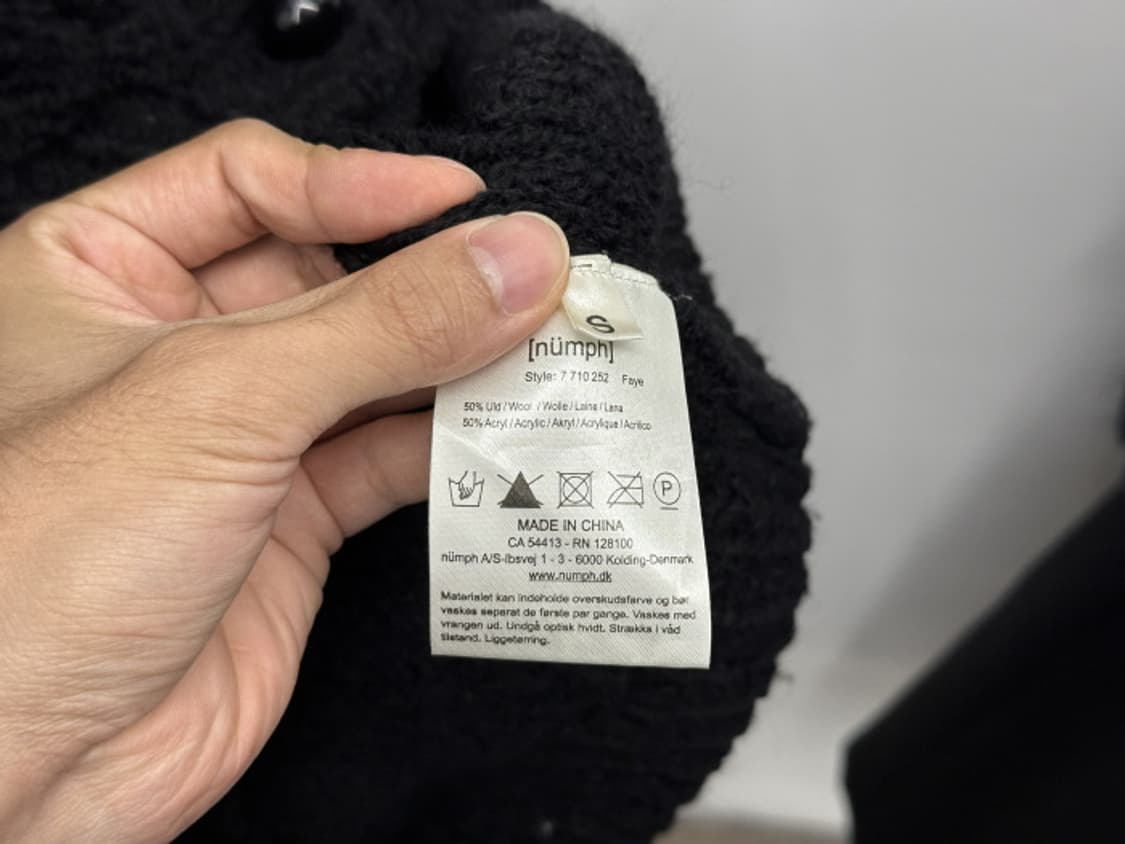 S
[nümph]
Style: 7 710 252 Faye
50% Uld / Wool / Wolle / Laine / Lana
50% Acryl / Acrylic / Akryl / Acrylique / Acrilico
P
MADE IN CHINA
CA 54413 - RN 128100
nümph A/S-Ibsvej 1 - 3 - 6000 Kolding-Denmark
www.numph.dk
Materialet kan indeholde overskudsfarve og bør
vaskes separat de første par gange. Vaskes med
vrangen ud. Undgå optisk hvidt. Strækkes i våd
tilstand. Liggetørring.